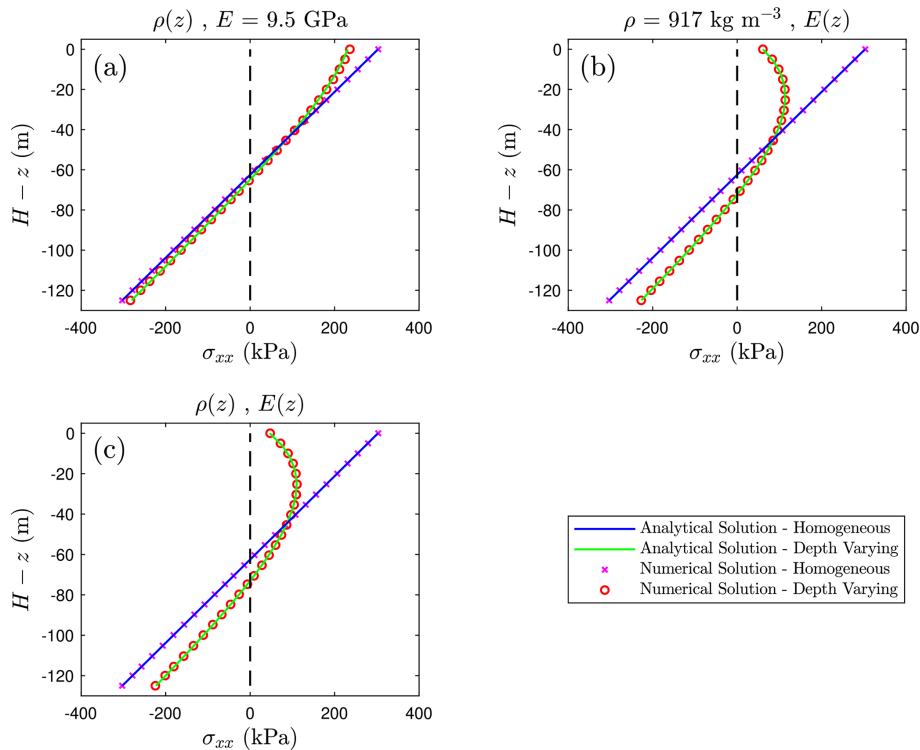 ρ(z) , E = 9.5 GPa
(a)
0
-20
-40
-60
-80
-100
-120
H − z (m)
-400 -200 0 200 400
σxx (kPa)
ρ = 917 kg m−3 , E(z)
(b)
0
-20
-40
-60
-80
-100
-120
H − z (m)
-400 -200 0 200 400
σxx (kPa)
ρ(z) , E(z)
(c)
0
-20
-40
-60
-80
-100
-120
H − z (m)
-400 -200 0 200 400
σxx (kPa)
Analytical Solution - Homogeneous
Analytical Solution - Depth Varying
Numerical Solution - Homogeneous
Numerical Solution - Depth Varying